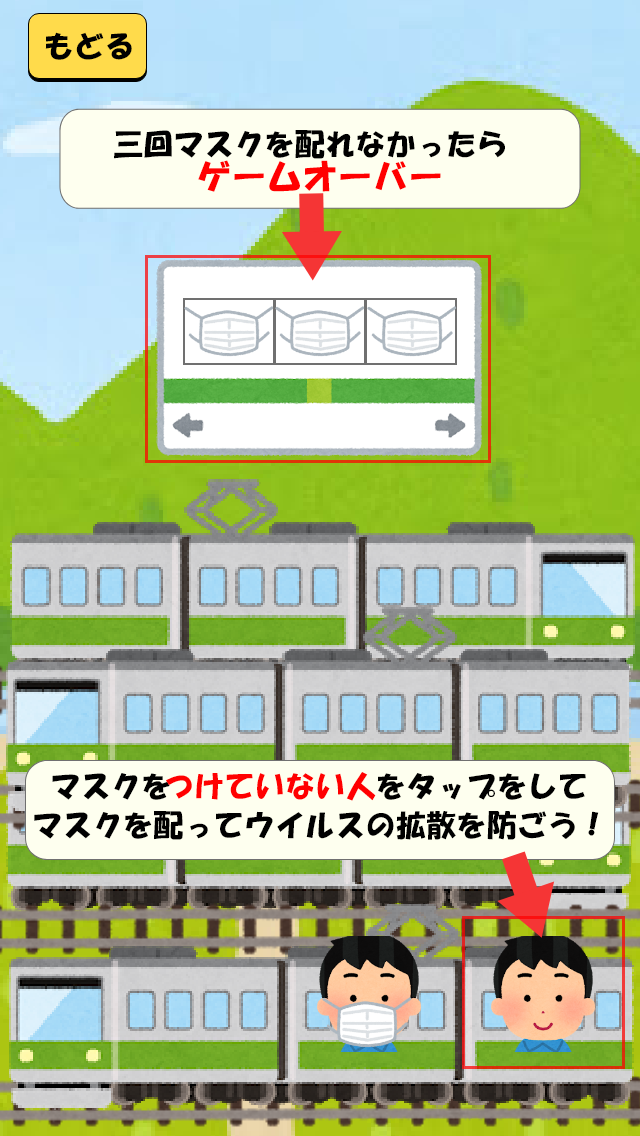 もどる
三回マスクを配れなかったら
ゲームオーバー
マスクをつけていない人をタップをして
マスクを配ってウイルスの拡散を防ごう！